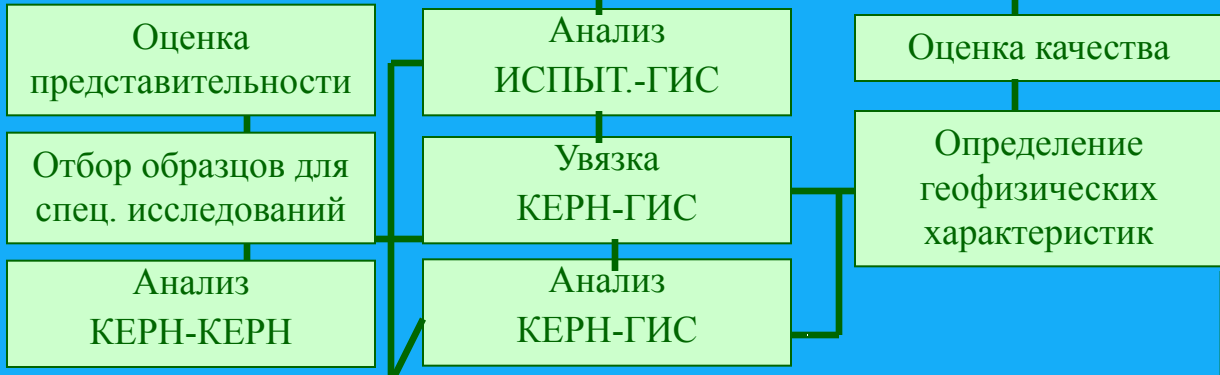 Оценка
представительности
Отбор образцов для
спец. исследований
Анализ
КЕРН-КЕРН
Анализ
ИСПЫТ.-ГИС
Увязка
КЕРН-ГИС
Анализ
КЕРН-ГИС
Оценка качества
Определение
геофизических
характеристик